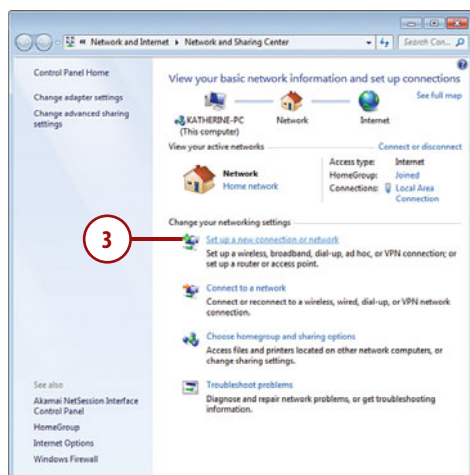 Network and Internet ▸ Network and Sharing Center
Search Con...
Control Panel Home
Change adapter settings
Change advanced sharing
settings
View your basic network information and set up connections
See full map
KATHERINE-PC
(This computer)
Network
Internet
View your active networks
Connect or disconnect
Network
Home network
Access type: Internet
HomeGroup: Joined
Connections: Local Area
Connection
Change your networking settings
3
Set up a new connection or network
Set up a wireless, broadband, dial-up, ad hoc, or VPN connection; or
set up a router or access point.
Connect to a network
Connect or reconnect to a wireless, wired, dial-up, or VPN network
connection.
Choose homegroup and sharing options
Access files and printers located on other network computers, or
change sharing settings.
Troubleshoot problems
Diagnose and repair network problems, or get troubleshooting
information.
See also
Akamai NetSession Interface
Control Panel
HomeGroup
Internet Options
Windows Firewall